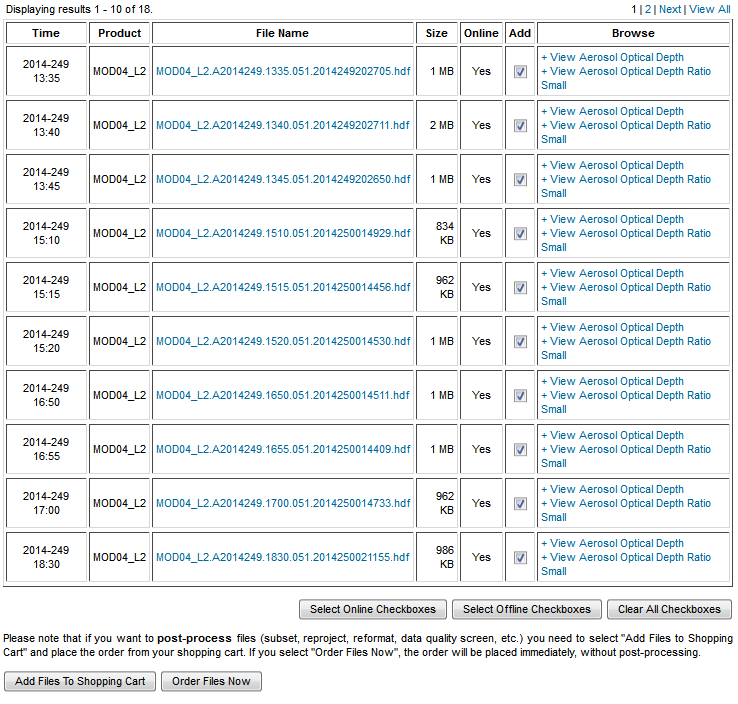 Displaying results 1 - 10 of 18.
1 | 2 | Next | View All
Time Product File Name Size Online Add Browse
2014-249 13:35 MOD04_L2 MOD04_L2.A2014249.1335.051.2014249202705.hdf 1 MB Yes + View Aerosol Optical Depth
+ View Aerosol Optical Depth Ratio
Small
2014-249 13:40 MOD04_L2 MOD04_L2.A2014249.1340.051.2014249202711.hdf 2 MB Yes + View Aerosol Optical Depth
+ View Aerosol Optical Depth Ratio
Small
2014-249 13:45 MOD04_L2 MOD04_L2.A2014249.1345.051.2014249202650.hdf 1 MB Yes + View Aerosol Optical Depth
+ View Aerosol Optical Depth Ratio
Small
2014-249 15:10 MOD04_L2 MOD04_L2.A2014249.1510.051.2014250014929.hdf 834 KB Yes + View Aerosol Optical Depth
+ View Aerosol Optical Depth Ratio
Small
2014-249 15:15 MOD04_L2 MOD04_L2.A2014249.1515.051.2014250014456.hdf 962 KB Yes + View Aerosol Optical Depth
+ View Aerosol Optical Depth Ratio
Small
2014-249 15:20 MOD04_L2 MOD04_L2.A2014249.1520.051.2014250014530.hdf 1 MB Yes + View Aerosol Optical Depth
+ View Aerosol Optical Depth Ratio
Small
2014-249 16:50 MOD04_L2 MOD04_L2.A2014249.1650.051.2014250014511.hdf 1 MB Yes + View Aerosol Optical Depth
+ View Aerosol Optical Depth Ratio
Small
2014-249 16:55 MOD04_L2 MOD04_L2.A2014249.1655.051.2014250014409.hdf 1 MB Yes + View Aerosol Optical Depth
+ View Aerosol Optical Depth Ratio
Small
2014-249 17:00 MOD04_L2 MOD04_L2.A2014249.1700.051.2014250014733.hdf 962 KB Yes + View Aerosol Optical Depth
+ View Aerosol Optical Depth Ratio
Small
2014-249 18:30 MOD04_L2 MOD04_L2.A2014249.1830.051.2014250021155.hdf 986 KB Yes + View Aerosol Optical Depth
+ View Aerosol Optical Depth Ratio
Small
Select Online Checkboxes Select Offline Checkboxes Clear All Checkboxes
Please note that if you want to post-process files (subset, reproject, reformat, data quality screen, etc.) you need to select "Add Files to Shopping
Cart" and place the order from your shopping cart. If you select "Order Files Now", the order will be placed immediately, without post-processing.
Add Files To Shopping Cart Order Files Now